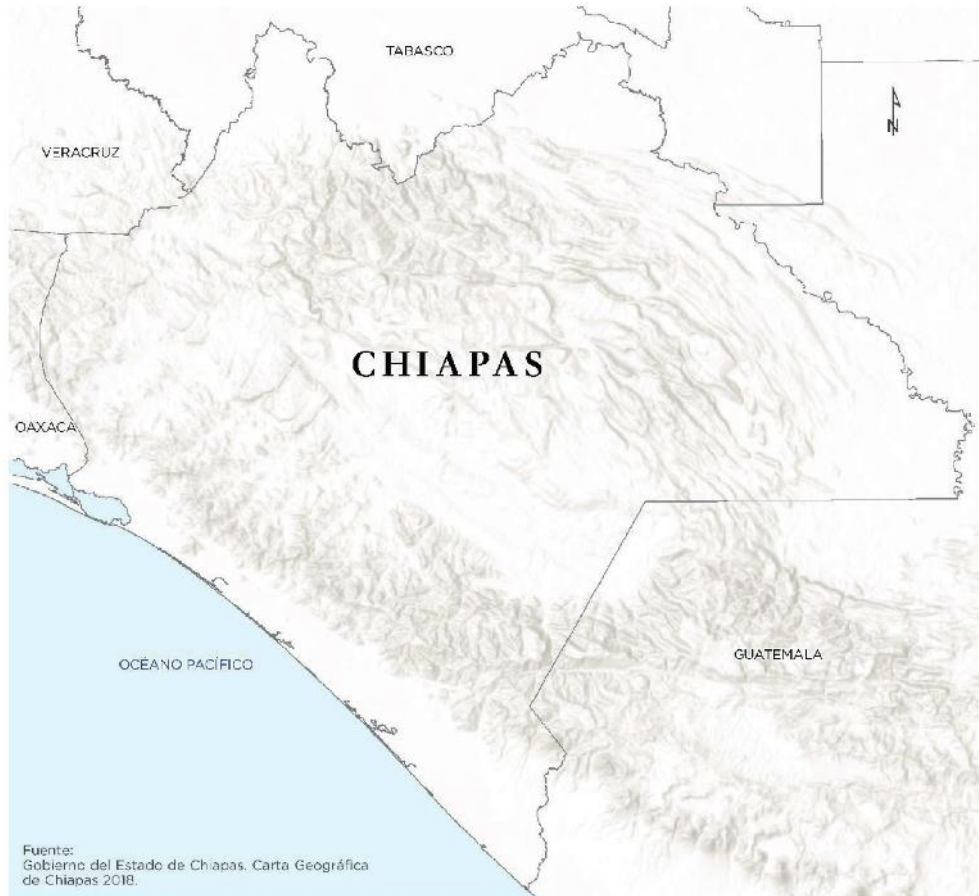 TABASCO
N
VERACRUZ
CHIAPAS
OAXACA
OCÉANO PACÍFICO
GUATEMALA
Fuente:
Gobierno del Estado de Chiapas. Carta Geográfica
de Chiapas 2018.